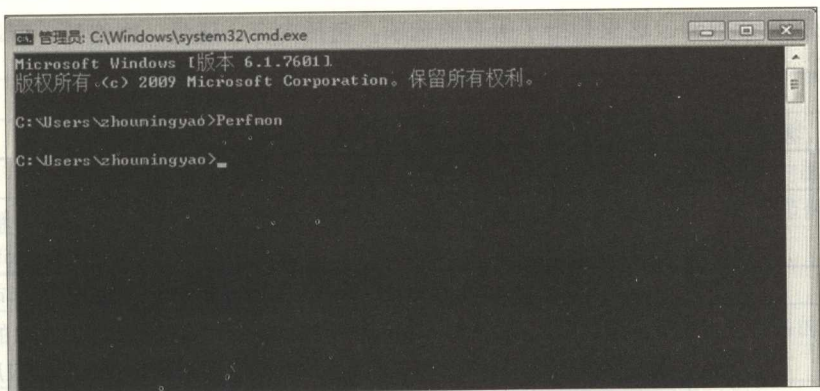 管理员: C:\Windows\system32\cmd.exe
Microsoft Windows [版本 6.1.7601]
版权所有 (c) 2009 Microsoft Corporation。保留所有权利。
C:\Users\zhoumingyao>Perfmon
C:\Users\zhoumingyao>